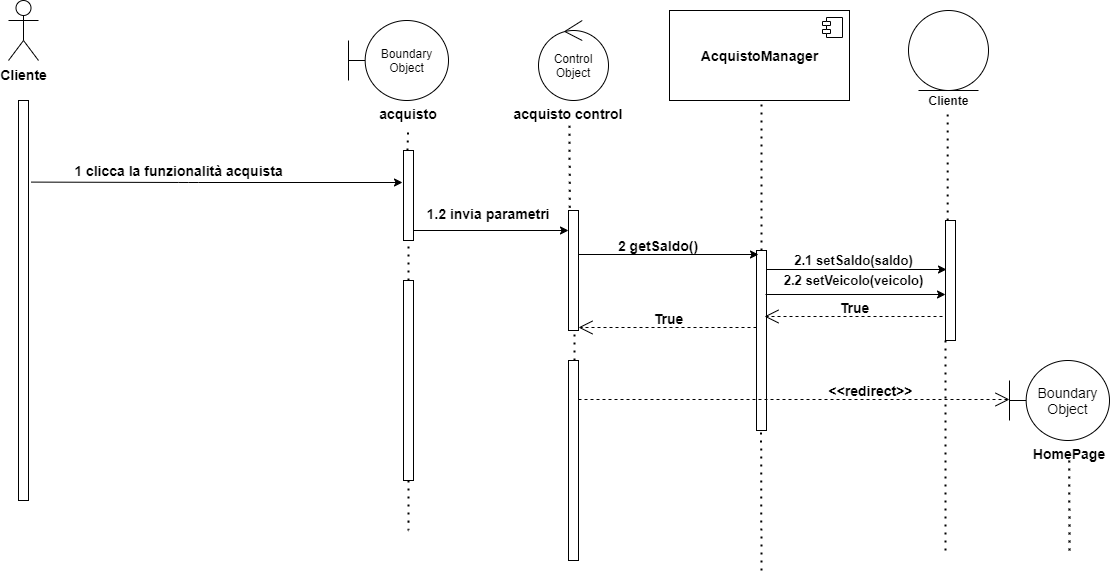 Cliente
Boundary
Object
acquisto
Control
Object
acquisto control
AcquistoManager
Cliente
1 clicca la funzionalità acquista
1.2 invia parametri
2 getSaldo()
2.1 setSaldo(saldo)
2.2 setVeicolo(veicolo)
True
True
<<redirect>>
Boundary
Object
HomePage